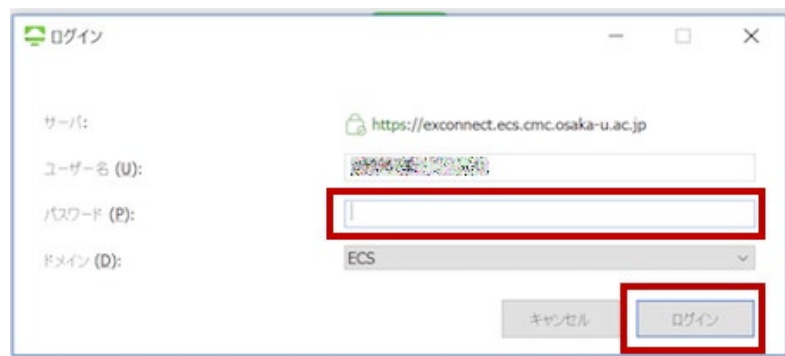 ログイン
サーバ: https://exconnect.ecs.cmc.osaka-u.ac.jp
ユーザー名 (U):
パスワード (P):
ドメイン (D): ECS
キャンセル ログイン